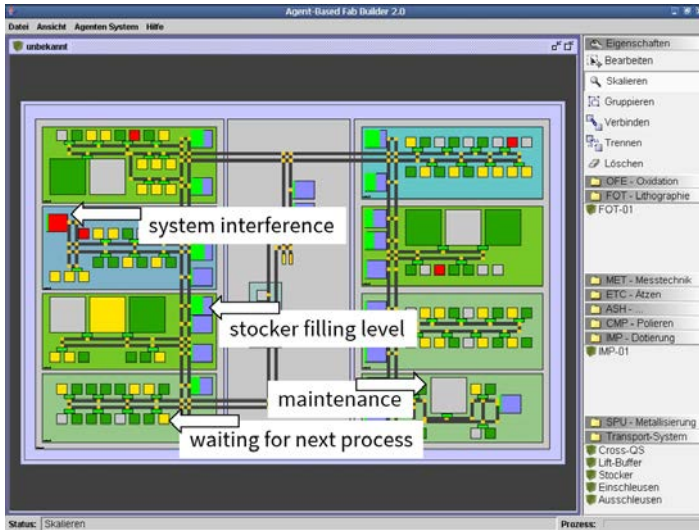 Agent-Based Fab Builder 2.0
Datei Ansicht Agenten System Hilfe
unbekannt
system interference
stocker filling level
maintenance
waiting for next process
Eigenschaften
Bearbeiten
Skalieren
Gruppieren
Verbinden
Trennen
Löschen
OFE - Oxidation
FOT - Lithographie
FOT-01
MET - Messtechnik
ETC - Ätzen
ASH - ...
CMP - Polieren
IMP - Dotierung
IMP-01
SPU - Metallisierung
Transport-System
Cross-QS
Lift-Buffer
Stocker
Einschleusen
Ausschleusen
Status: Skalieren
Prozess: